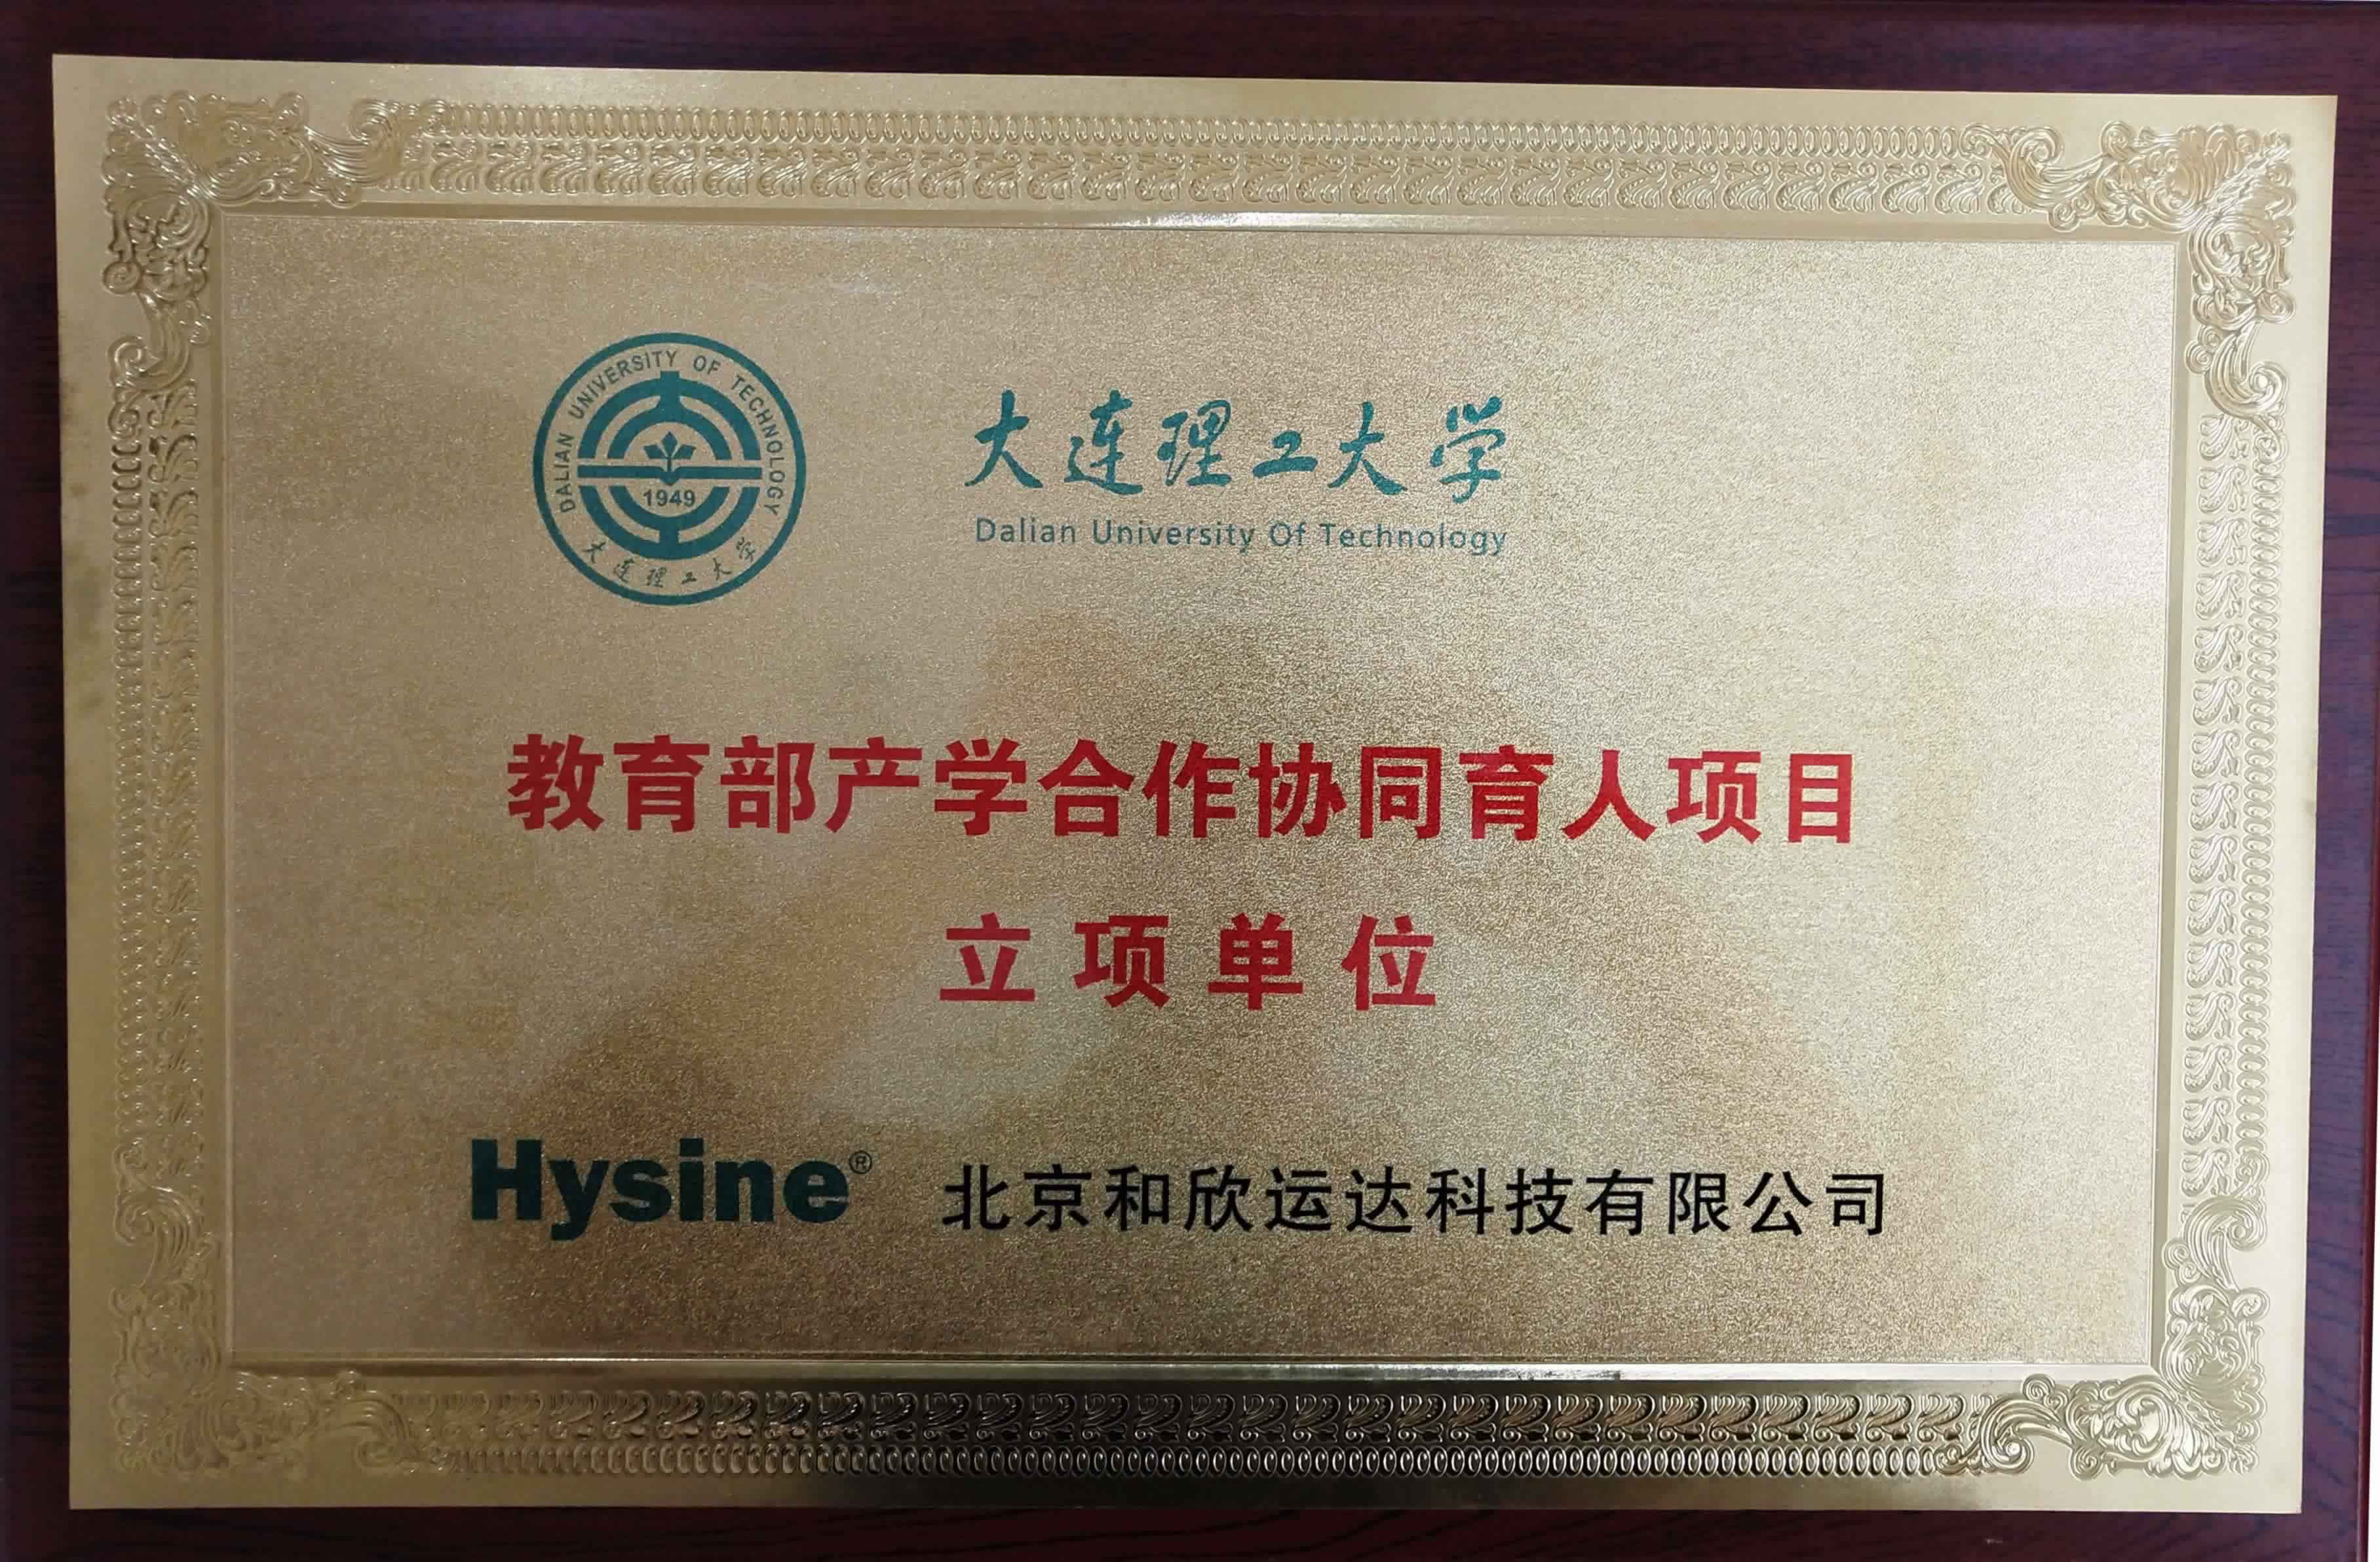 DALIAN UNIVERSITY OF TECHNOLOGY
1949
大连理工大学
大连理工大学
Dalian University Of Technology
教育部产学合作协同育人项目
立项单位
Hysine® 北京和欣运达科技有限公司